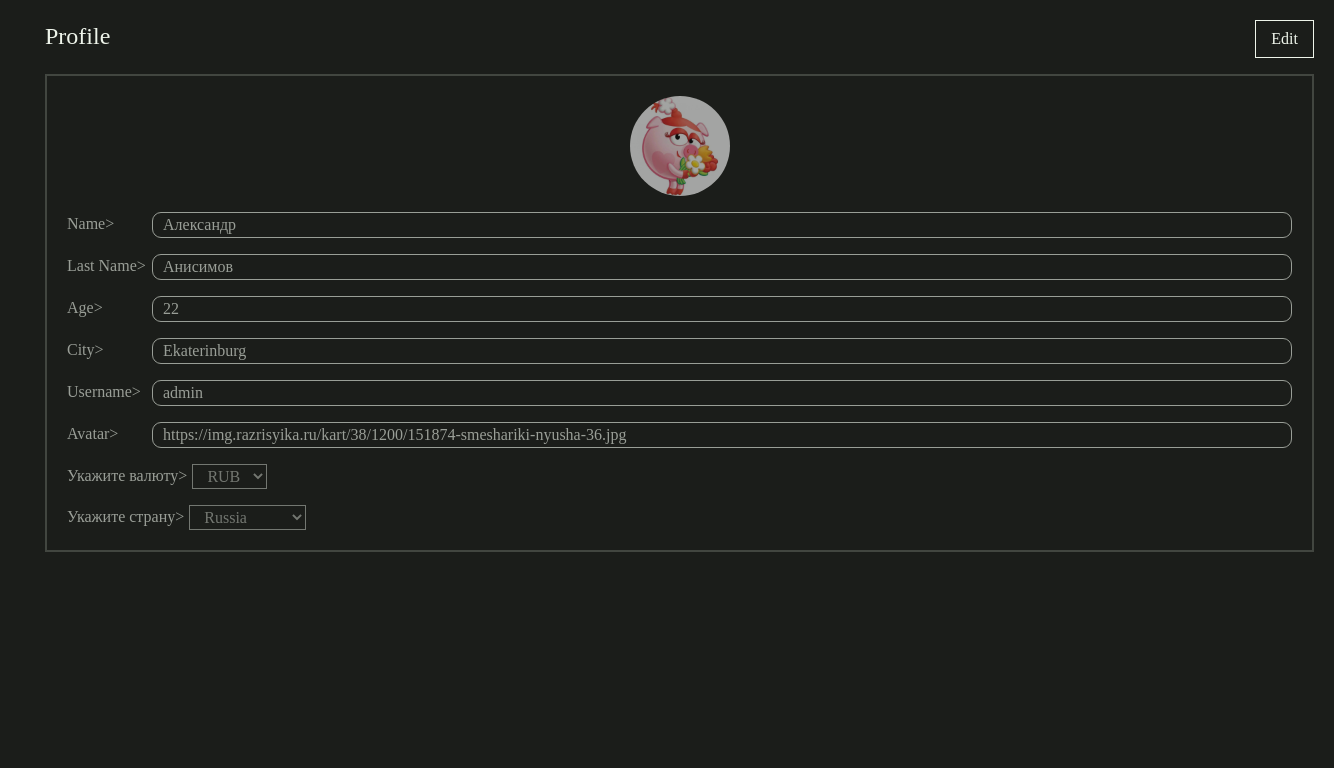 Profile
Edit
Name> Александр
Last Name> Анисимов
Age> 22
City> Ekaterinburg
Username> admin
Avatar> https://img.razrisyika.ru/kart/38/1200/151874-smeshariki-nyusha-36.jpg
Укажите валюту> RUB
Укажите страну> Russia